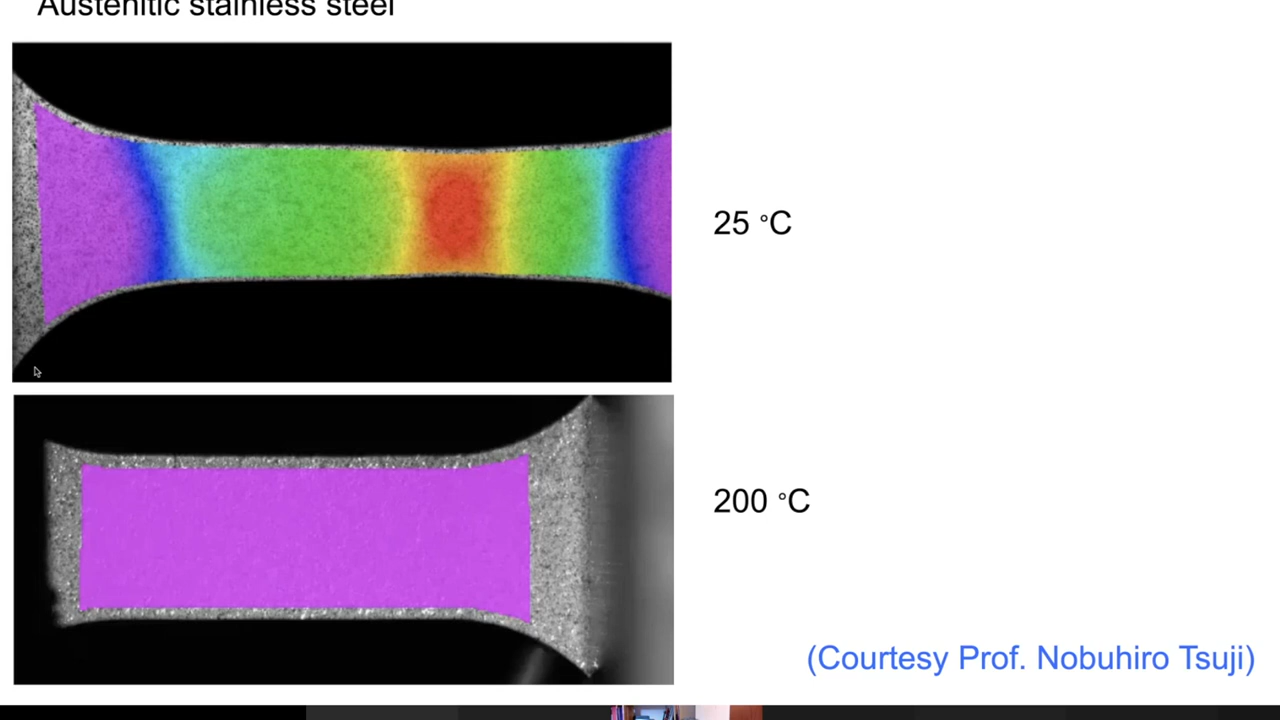 Austenitic stainless steel
25 °C
200 °C
(Courtesy Prof. Nobuhiro Tsuji)